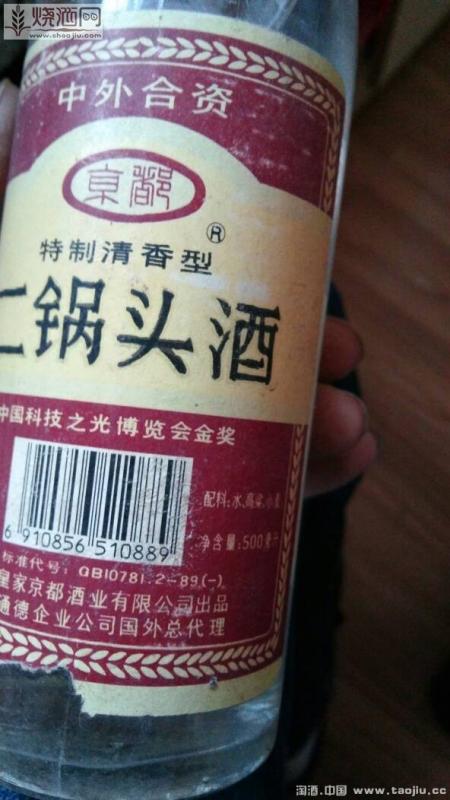 烧酒网
www.shaojiu.com
中外合资
京都
®
特制清香型
二锅头酒
中国科技之光博览会金奖
6 910856 510889
配料:水、高粱、小麦
净含量:500毫升
标准代号:GB10781.2-89(一)
皇家京都酒业有限公司出品
通德企业公司国外总代理
淘酒.中国 www.taojiu.cc